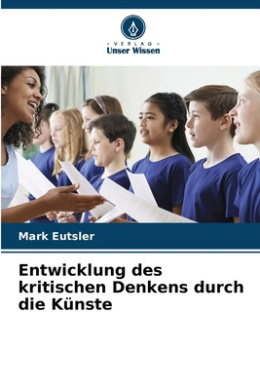 VERLAG
Unser Wissen
Mark Eutsler
Entwicklung des
kritischen Denkens durch
die Künste